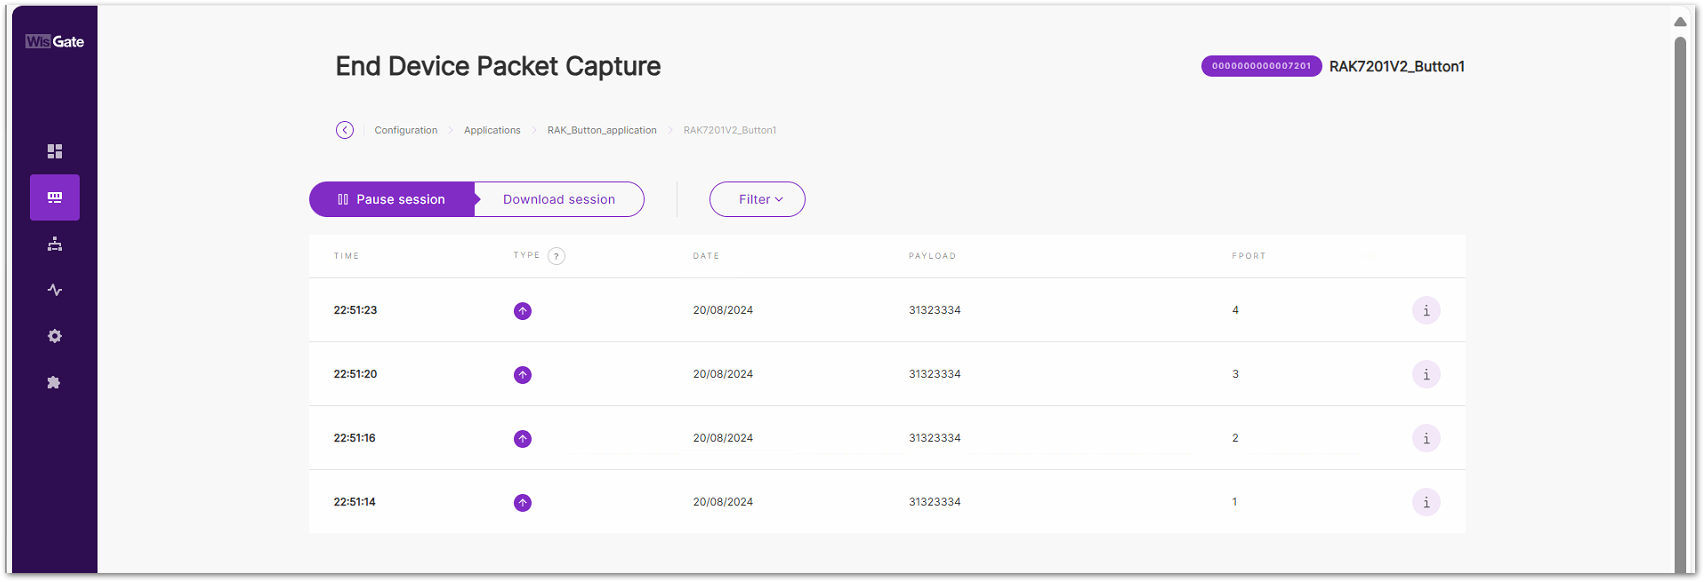 WisGate
End Device Packet Capture
0000000000007201 RAK7201V2_Button1
Configuration Applications RAK_Button_application RAK7201V2_Button1
Pause session Download session Filter
TIME TYPE ? DATE PAYLOAD FPORT
22:51:23 20/08/2024 31323334 4 i
22:51:20 20/08/2024 31323334 3 i
22:51:16 20/08/2024 31323334 2 i
22:51:14 20/08/2024 31323334 1 i